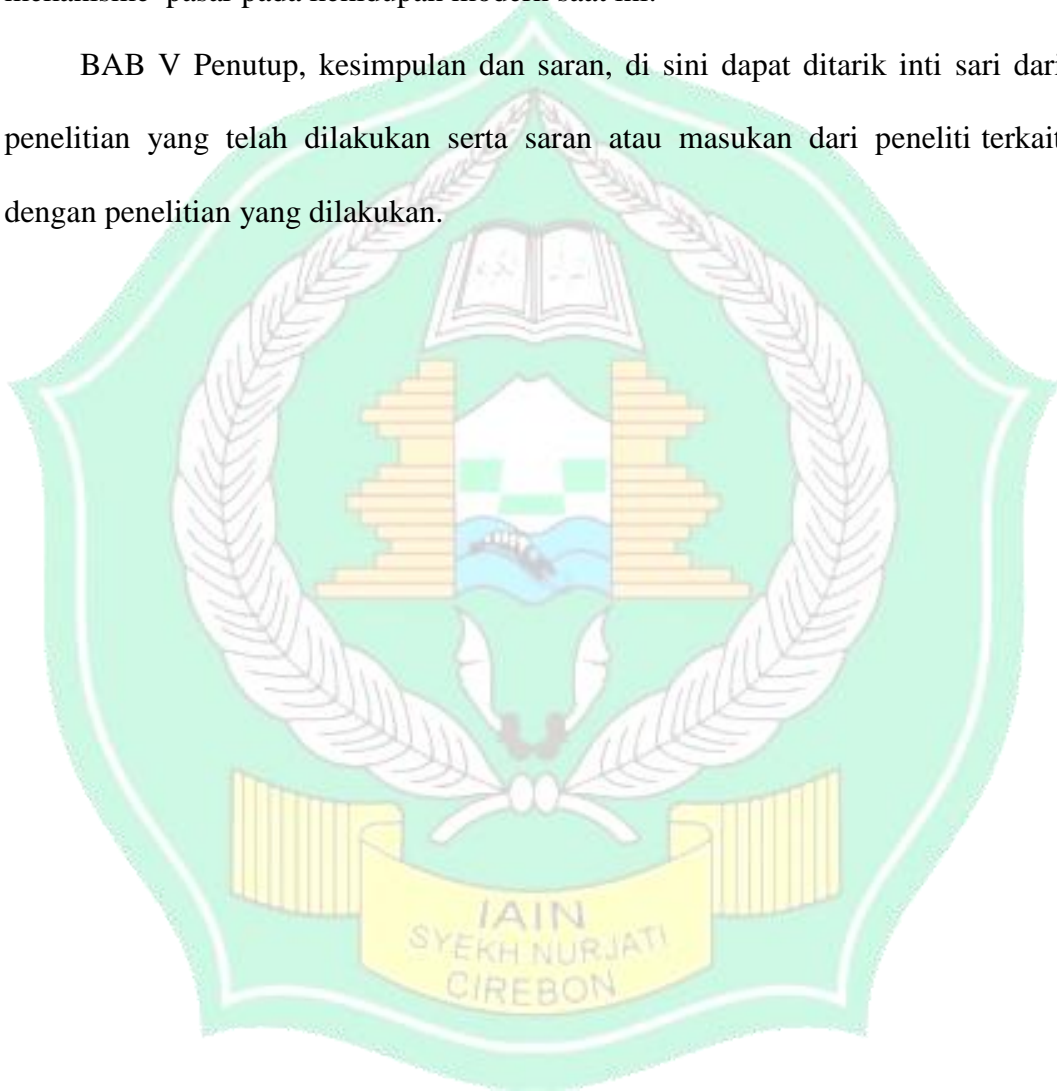 mekanisme pasar pada kehidupan modern saat ini.
BAB V Penutup, kesimpulan dan saran, di sini dapat ditarik inti sari dari
penelitian yang telah dilakukan serta saran atau masukan dari peneliti terkait
dengan penelitian yang dilakukan.
IAIN
SYEKH NURJATI
CIREBON